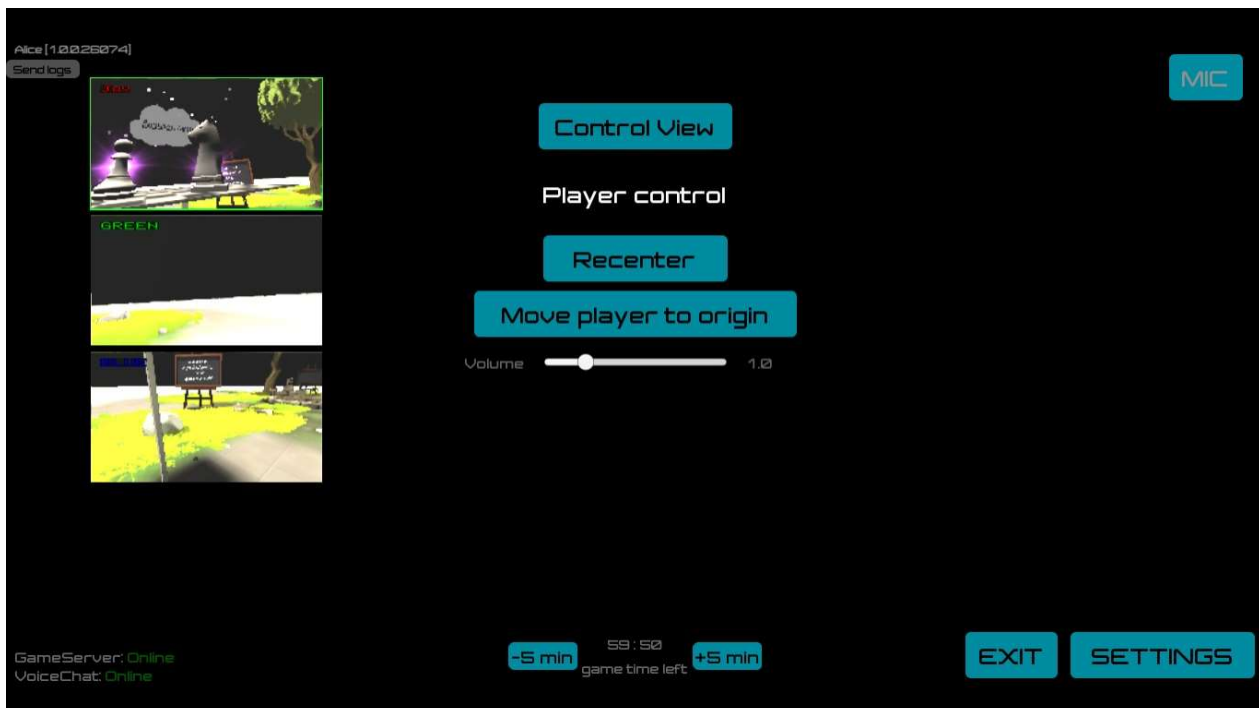 Alice [1.0.0.26074]
Send logs
MIC
Control View
Player control
GREEN
Recenter
Move player to origin
Volume 1.0
59:50
-5 min game time left +5 min
GameServer: Online
VoiceChat: Online
EXIT SETTINGS